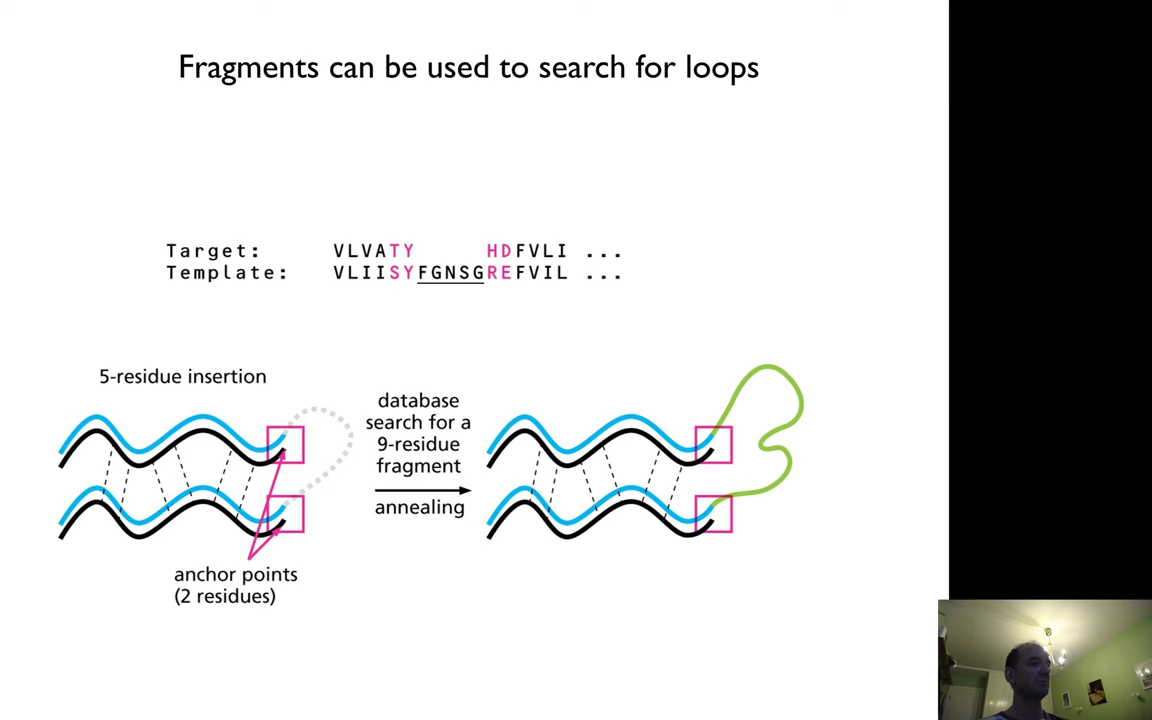 Fragments can be used to search for loops
Target: VLVATY HDFVLI ...
Template: VLIISYFGNSGREFVIL ...
5-residue insertion
database
search for a
9-residue
fragment
annealing
anchor points
(2 residues)